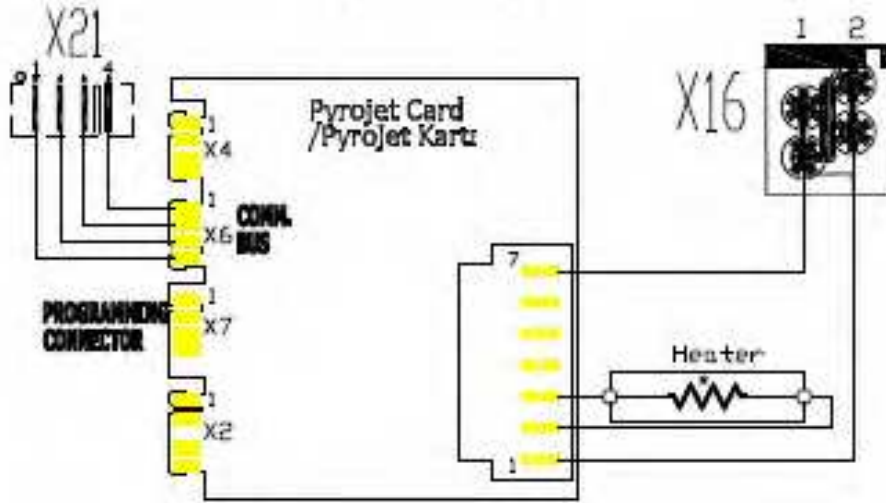 X21
1 4
1 2
X16
Pyrojet Card
/Pyrojet Kartı
1
X4
1
X6
COMM.
BUS
1
X7
PROGRAMMING
CONNECTOR
1
X2
7
1
Heater